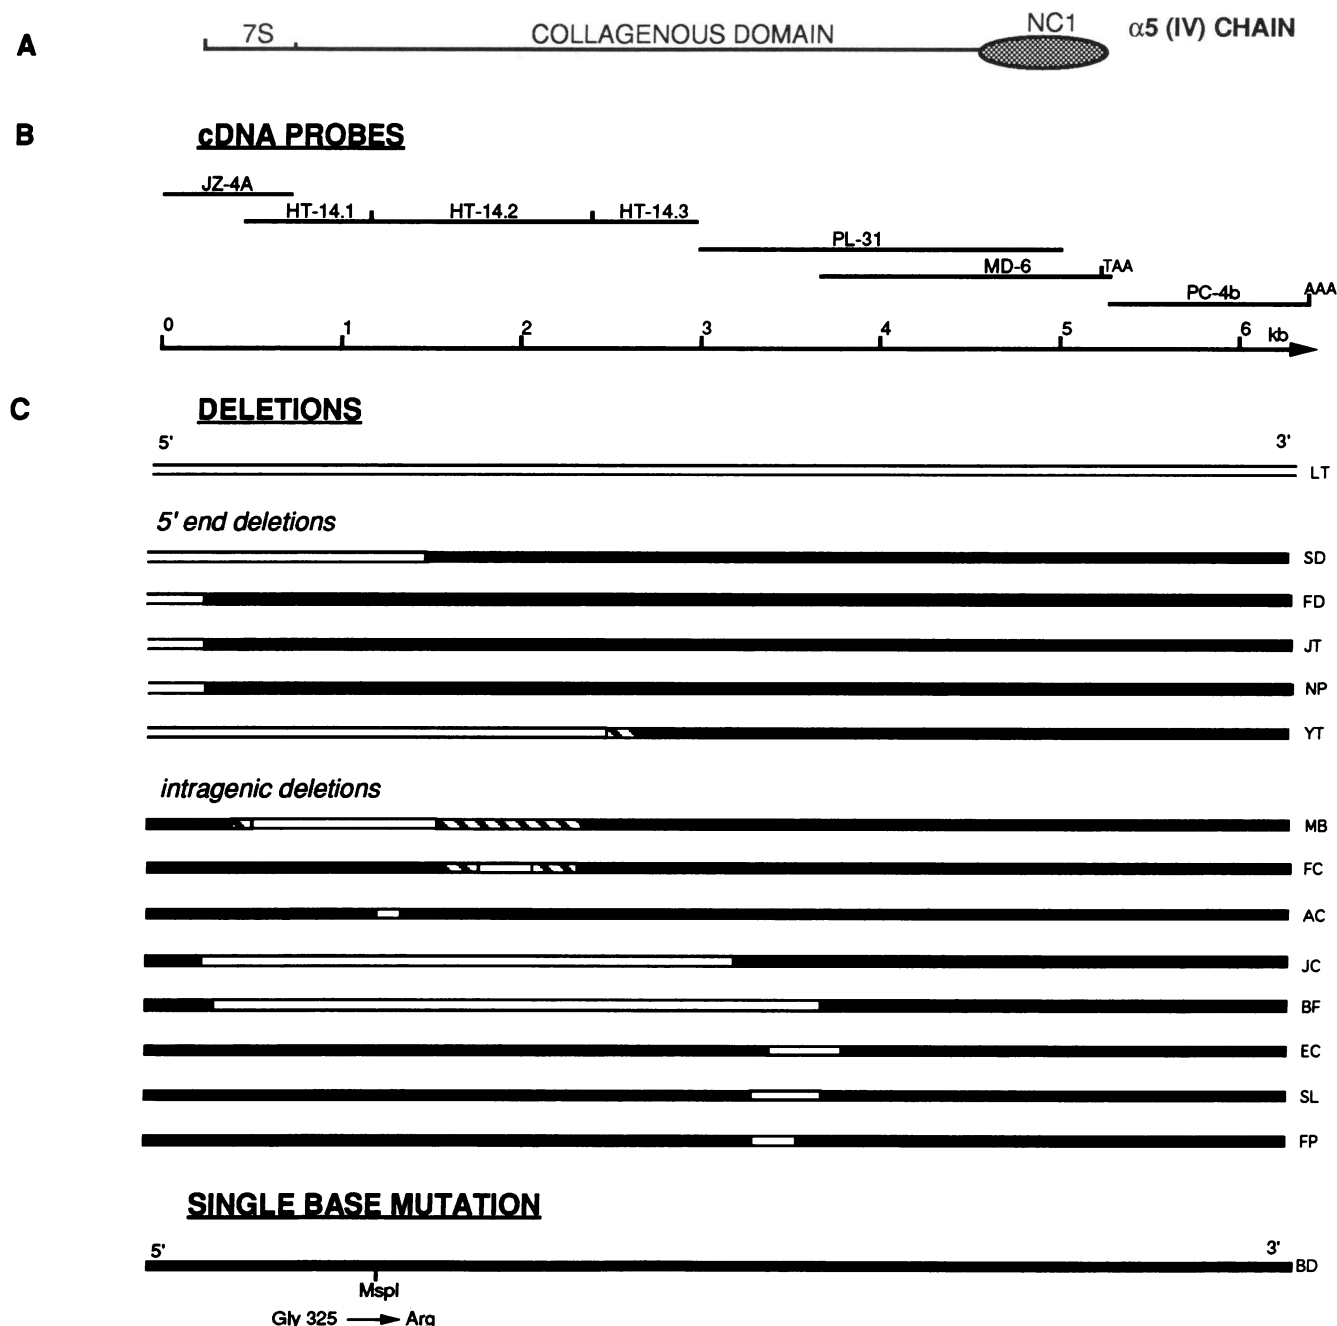 A
7S
COLLAGENOUS DOMAIN
NC1
α5 (IV) CHAIN
B
cDNA PROBES
JZ-4A
HT-14.1
HT-14.2
HT-14.3
PL-31
MD-6
TAA
PC-4b
AAA
0 1 2 3 4 5 6 kb
C
DELETIONS
5' 3'
LT
5' end deletions
SD
FD
JT
NP
YT
intragenic deletions
MB
FC
AC
JC
BF
EC
SL
FP
SINGLE BASE MUTATION
5' 3'
BD
MspI
Gly 325 → Arg